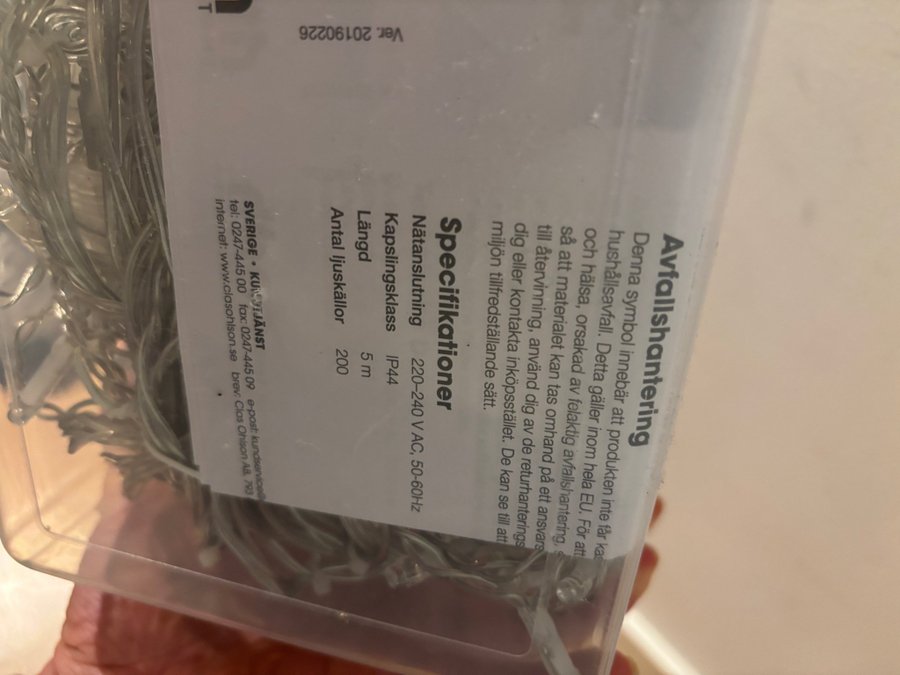 Avfallshantering
Denna symbol innebär att produkten inte får
hushållsavfall. Detta gäller inom hela EU. För att
och hälsa, orsakad av felaktig avfallshantering,
så att materialet kan tas omhand på ett ansvars
till återvinning, använd dig av de returhanterings
dig eller kontakta inköpsstället. De kan se till att
miljön tillfredställande sätt.
Specifikationer
Nätanslutning 220–240 V AC, 50-60Hz
Kapslingsklass IP44
Längd 5 m
Antal ljuskällor 200
SVERIGE • KUNDTJÄNST
tel: 0247-445 00 fax: 0247-445 09 e-post: kundservice@
internet: www.clasohlson.se brev: Clas Ohlson AB, 793
Ver. 20190226
T